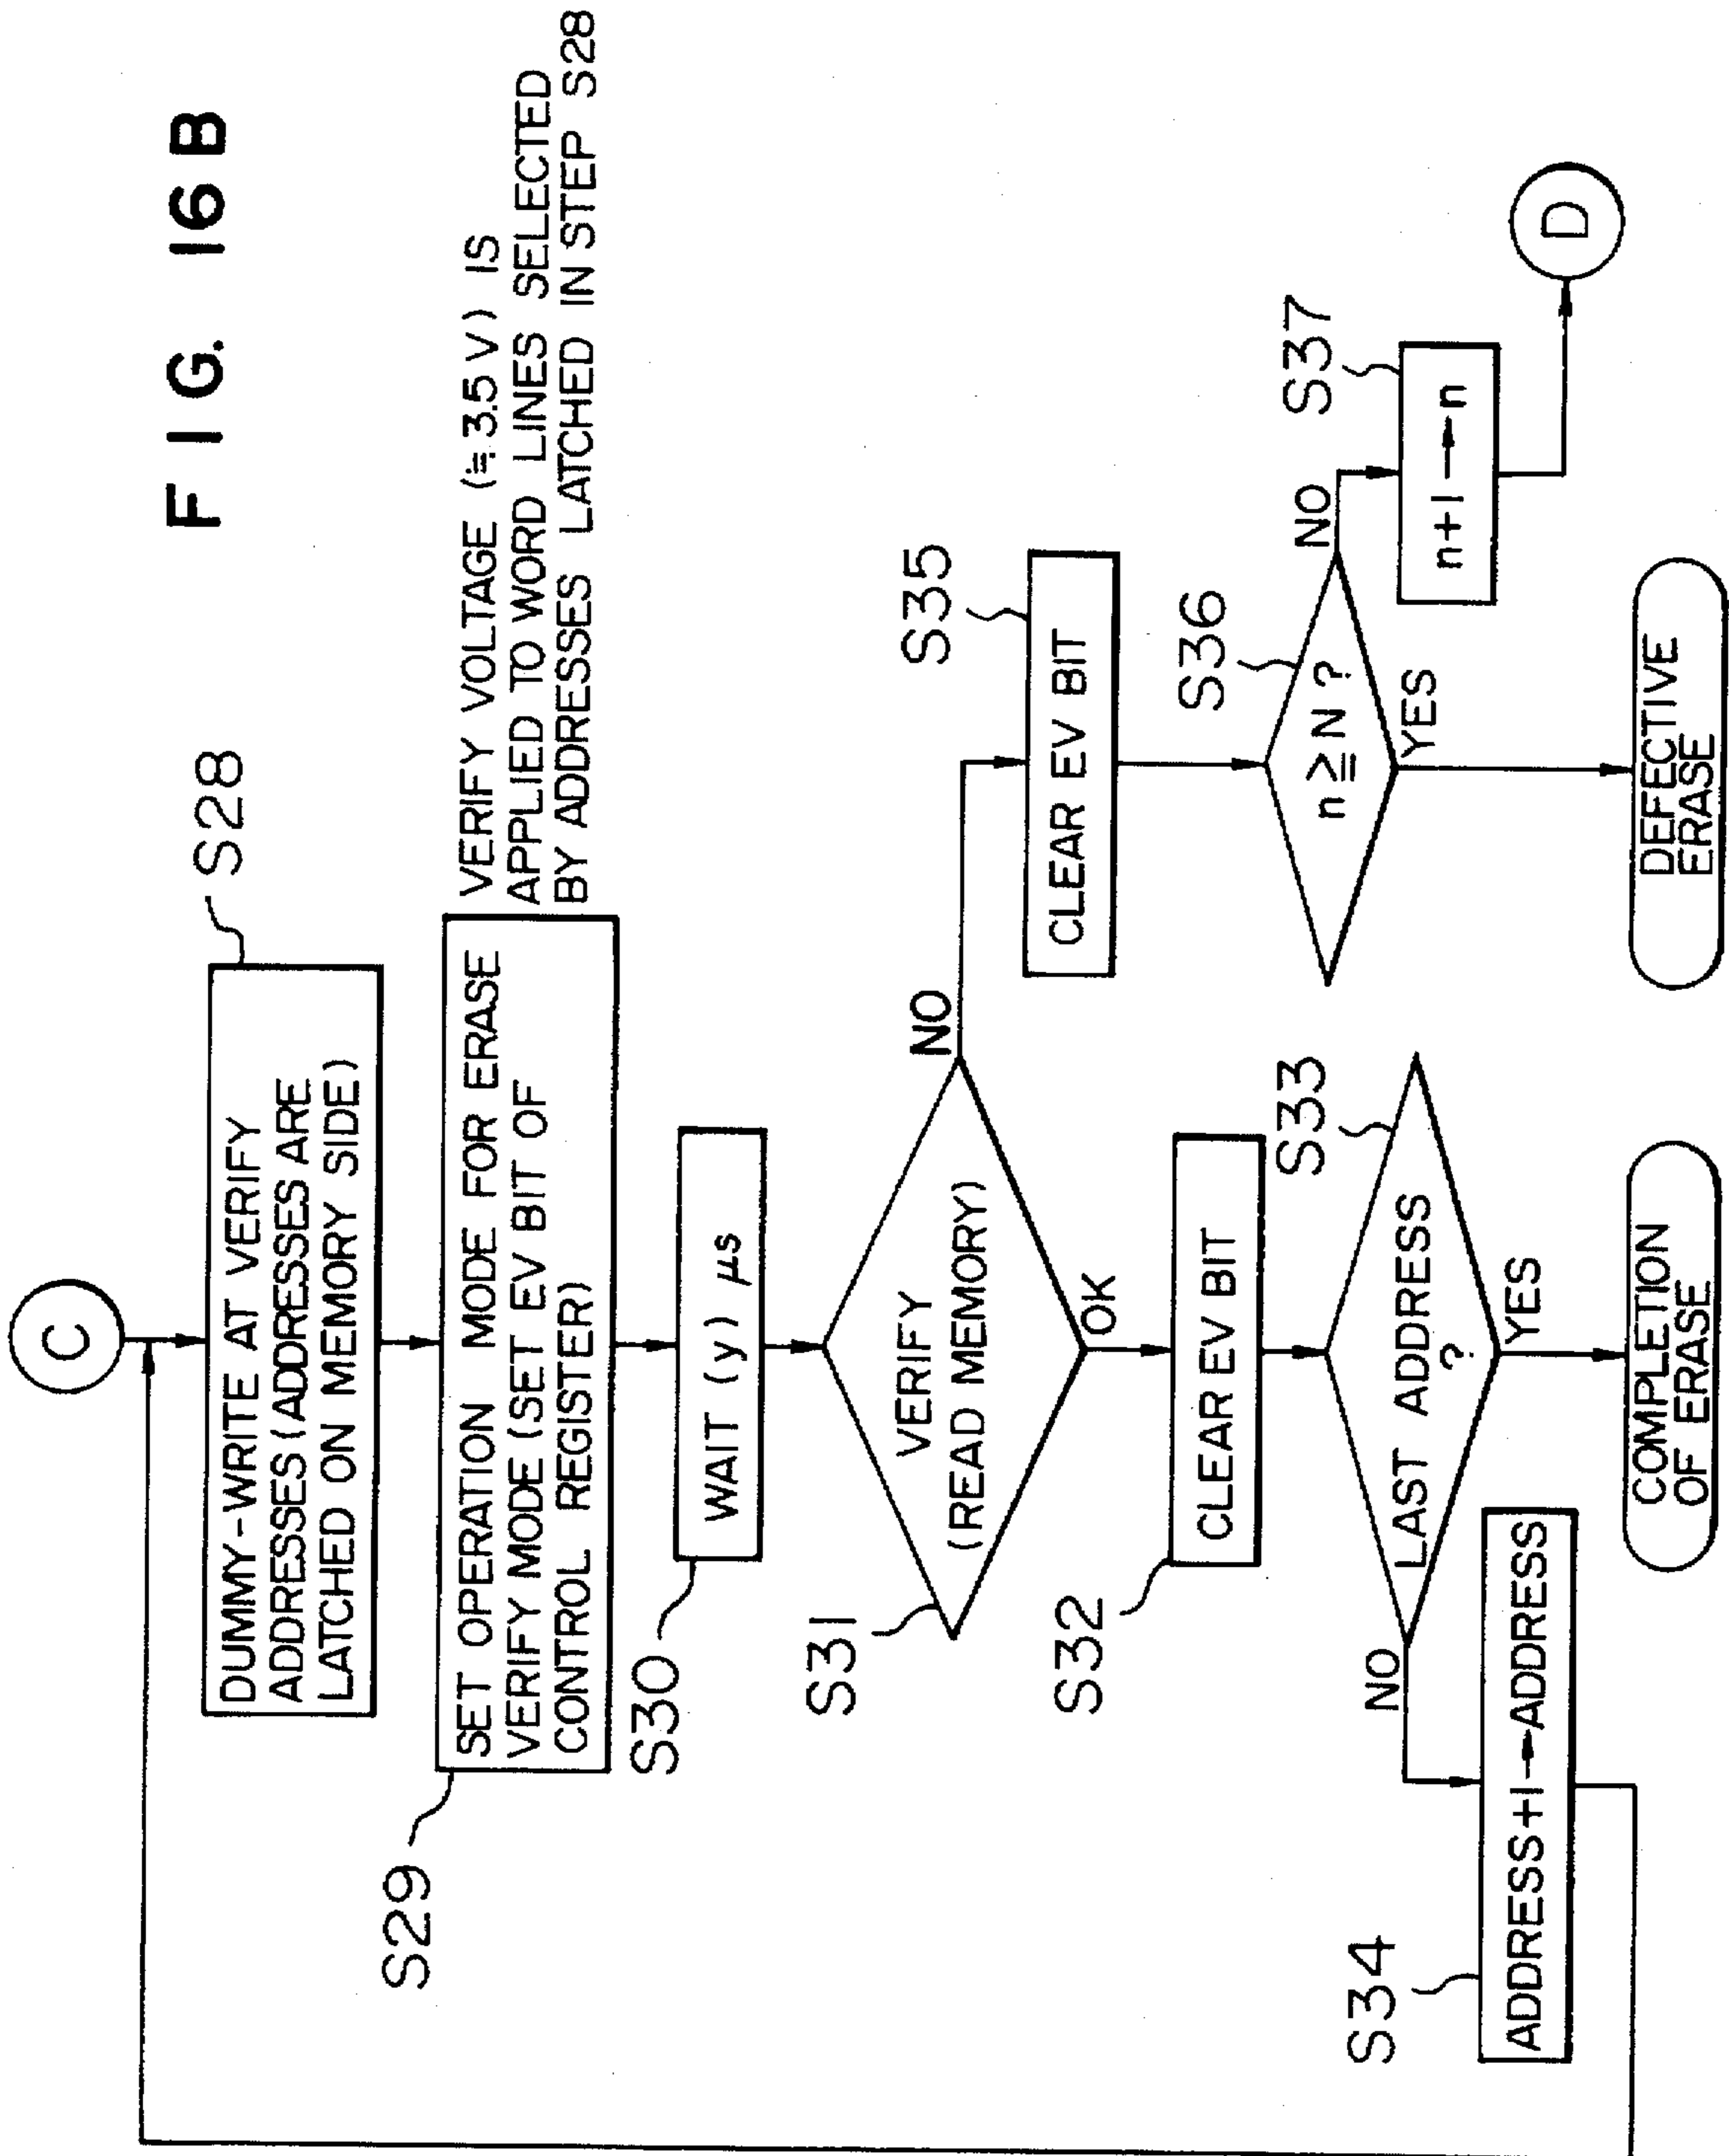 FIG. 16B
C
S28
DUMMY-WRITE AT VERIFY
ADDRESSES (ADDRESSES ARE
LATCHED ON MEMORY SIDE)
S29
SET OPERATION MODE FOR ERASE
VERIFY MODE (SET EV BIT OF
CONTROL REGISTER)
VERIFY VOLTAGE (≒3.5 V) IS
APPLIED TO WORD LINES SELECTED
BY ADDRESSES LATCHED IN STEP S28
S30
WAIT (y) μs
S31
VERIFY
(READ MEMORY)
NO
OK
S32
CLEAR EV BIT
S35
CLEAR EV BIT
S33
LAST ADDRESS
?
NO
YES
S36
n ≧ N ?
NO
YES
S34
ADDRESS+1→ADDRESS
S37
n+1→n
COMPLETION
OF ERASE
DEFECTIVE
ERASE
D